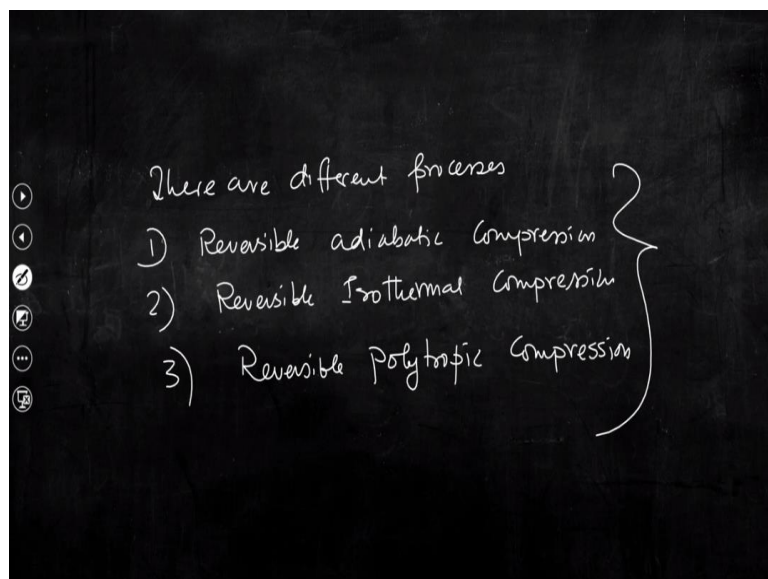 There are different processes
1) Reversible adiabatic Compression
2) Reversible Isothermal Compression
3) Reversible polytropic Compression